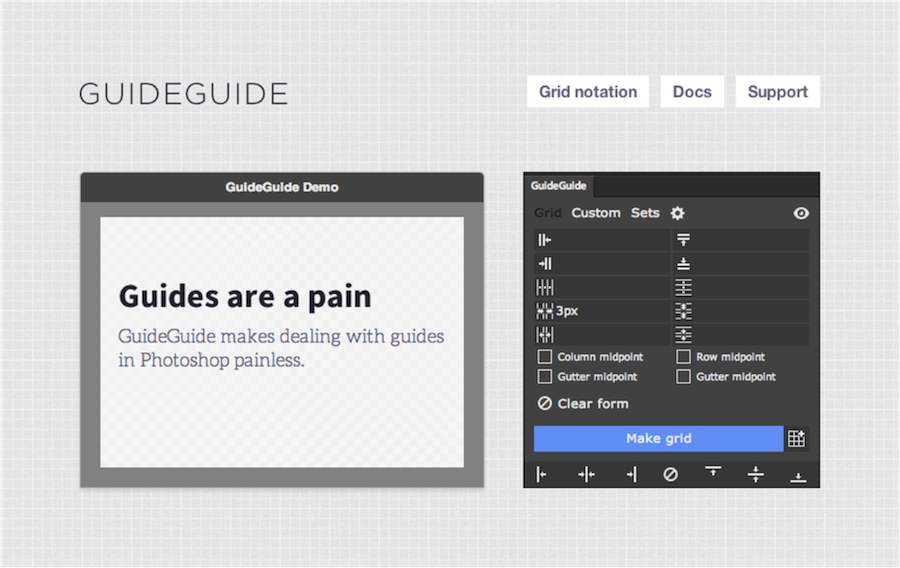 GUIDEGUIDE
Grid notation
Docs
Support
GuideGuide Demo
Guides are a pain
GuideGuide makes dealing with guides
in Photoshop painless.
GuideGuide
Grid Custom Sets
3px
Column midpoint
Row midpoint
Gutter midpoint
Gutter midpoint
Clear form
Make grid